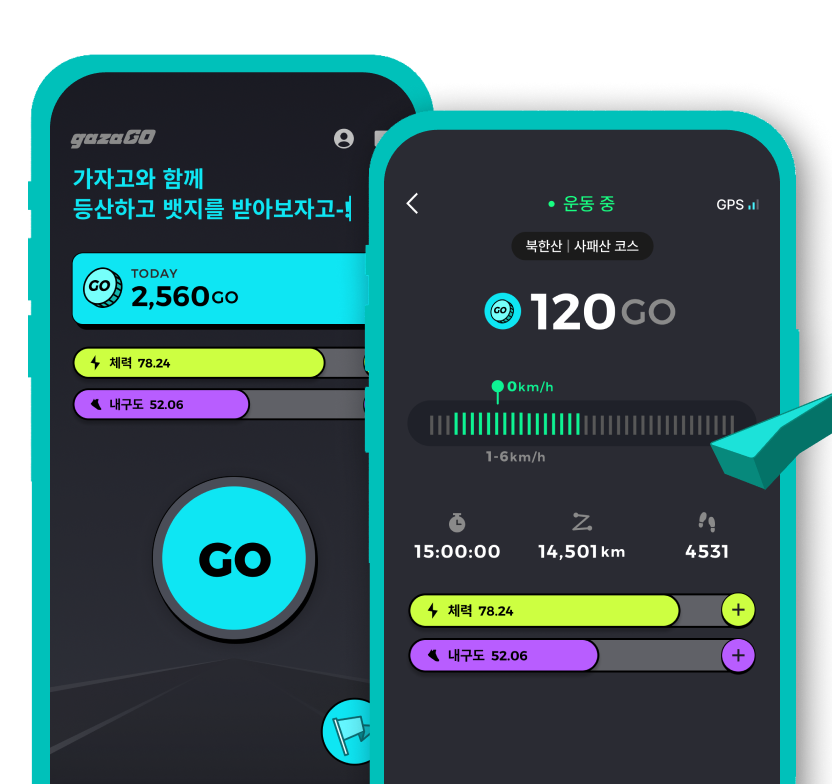 gazaGO
가자고와 함께
등산하고 뱃지를 받아보자고-!
TODAY
GO
2,560GO
체력 78.24
내구도 52.06
GO
운동 중
GPS
북한산 | 사패산 코스
GO
120GO
0km/h
1-6km/h
15:00:00
14,501km
4531
체력 78.24
+
내구도 52.06
+